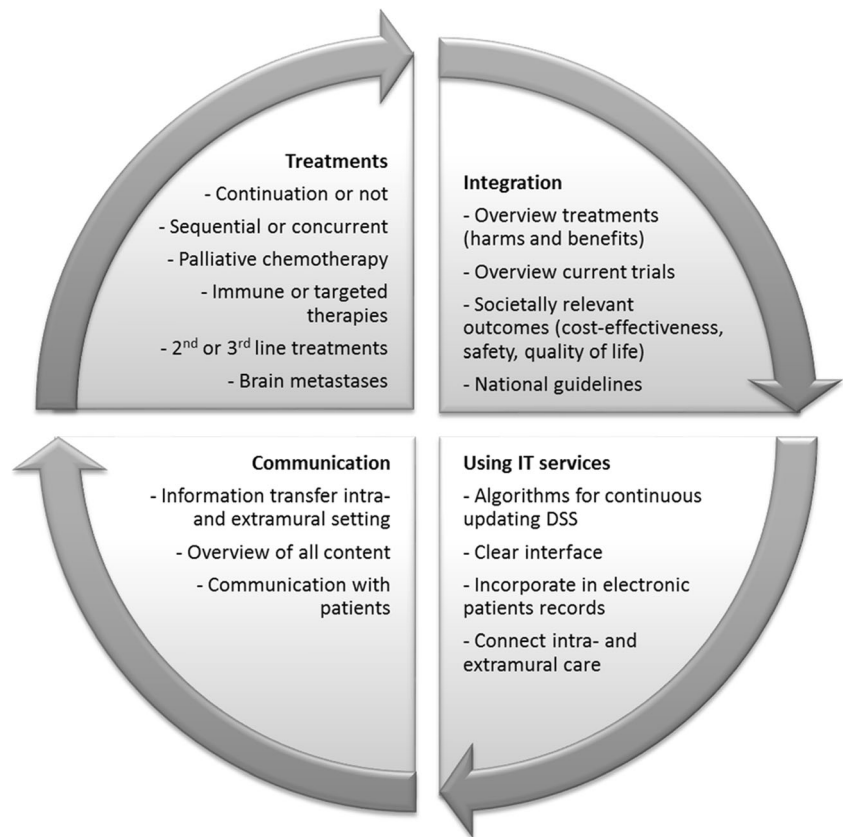 Treatments
- Continuation or not
- Sequential or concurrent
- Palliative chemotherapy
- Immune or targeted
therapies
- 2nd or 3rd line treatments
- Brain metastases
Integration
- Overview treatments
(harms and benefits)
- Overview current trials
- Societally relevant
outcomes (cost-effectiveness,
safety, quality of life)
- National guidelines
Communication
- Information transfer intra-
and extramural setting
- Overview of all content
- Communication with
patients
Using IT services
- Algorithms for continuous
updating DSS
- Clear interface
- Incorporate in electronic
patients records
- Connect intra- and
extramural care